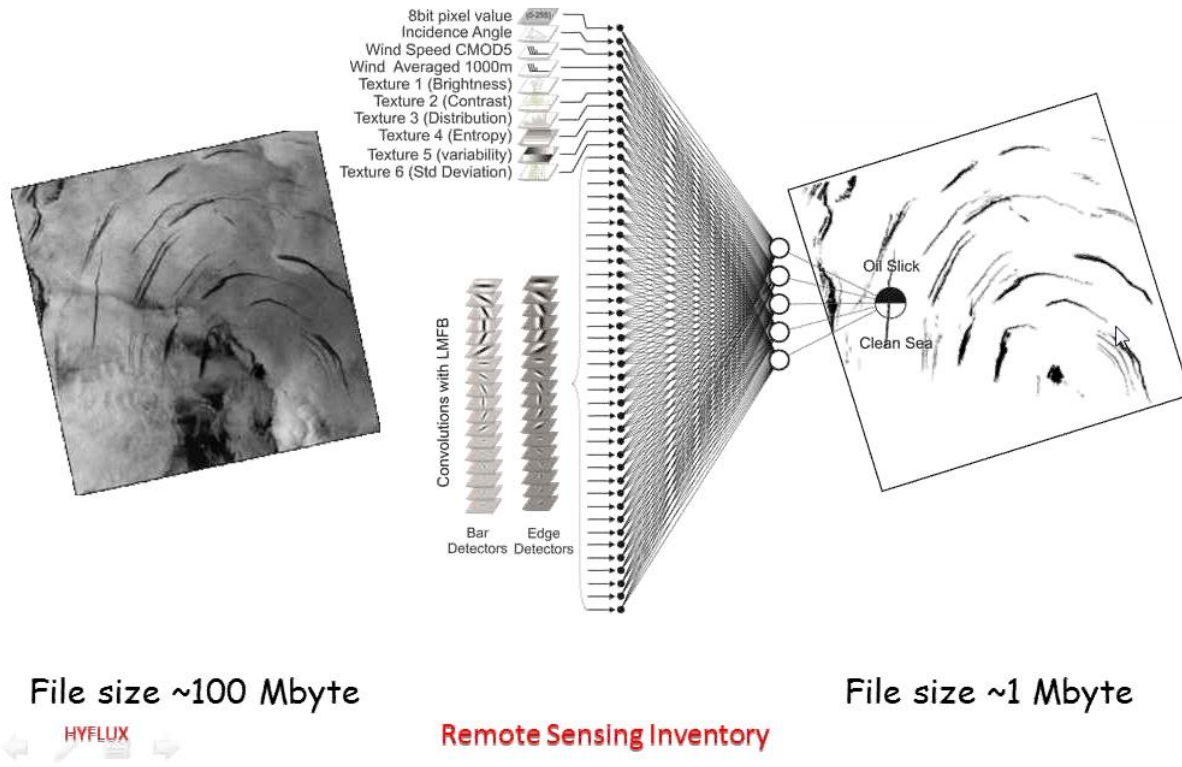 8bit pixel value
(0-255)
Incidence Angle
Wind Speed CMOD5
Wind Averaged 1000m
Texture 1 (Brightness)
Texture 2 (Contrast)
Texture 3 (Distribution)
Texture 4 (Entropy)
Texture 5 (variability)
Texture 6 (Std Deviation)
Convolutions with LMFB
Bar
Detectors
Edge
Detectors
Oil Slick
Clean Sea
File size ~100 Mbyte
File size ~1 Mbyte
HYFLUX
Remote Sensing Inventory